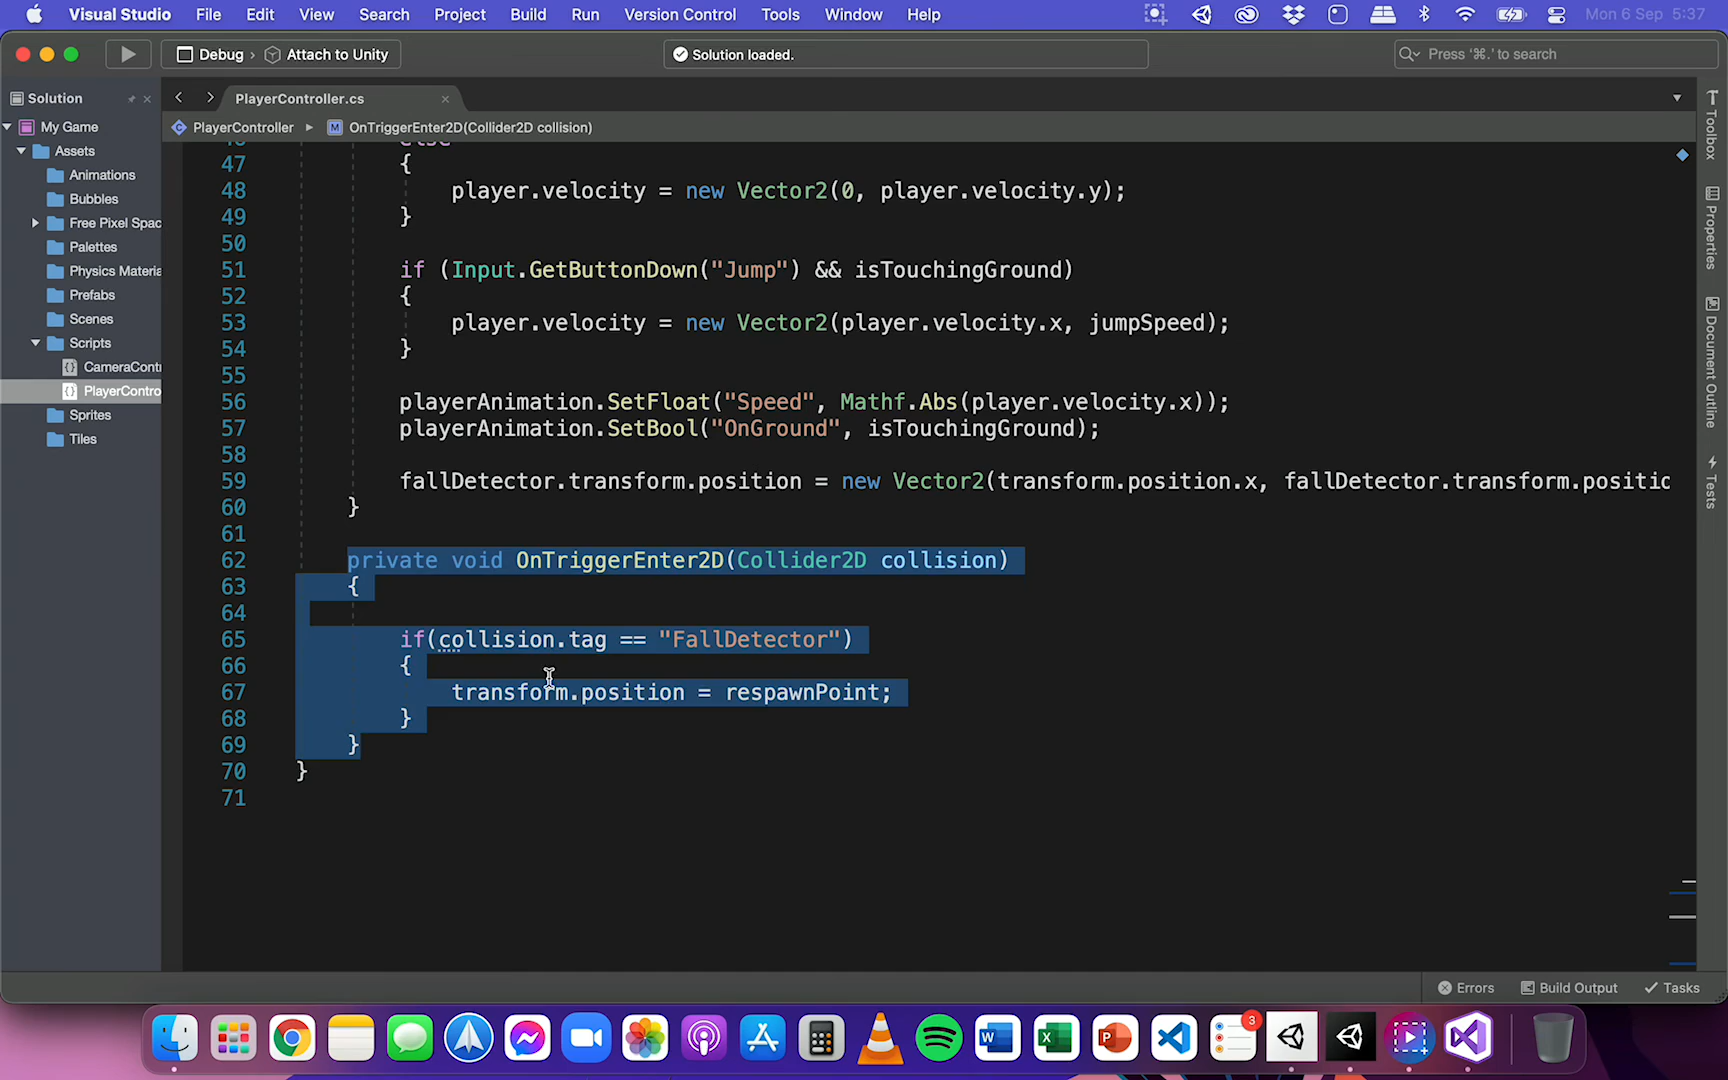 Visual Studio File Edit View Search Project Build Run Version Control Tools Window Help Mon 6 Sep 5:37
Debug › Attach to Unity Solution loaded. Press '⌘.' to search
Solution PlayerController.cs
PlayerController OnTriggerEnter2D(Collider2D collision)
My Game
Assets
Animations
Bubbles
Free Pixel Spac
Palettes
Physics Materia
Prefabs
Scenes
Scripts
CameraCont
PlayerContro
Sprites
Tiles
46 else
47 {
48 player.velocity = new Vector2(0, player.velocity.y);
49 }
50
51 if (Input.GetButtonDown("Jump") && isTouchingGround)
52 {
53 player.velocity = new Vector2(player.velocity.x, jumpSpeed);
54 }
55
56 playerAnimation.SetFloat("Speed", Mathf.Abs(player.velocity.x));
57 playerAnimation.SetBool("OnGround", isTouchingGround);
58
59 fallDetector.transform.position = new Vector2(transform.position.x, fallDetector.transform.positio
60 }
61
62 private void OnTriggerEnter2D(Collider2D collision)
63 {
64
65 if(collision.tag == "FallDetector")
66 {
67 transform.position = respawnPoint;
68 }
69 }
70 }
71
Toolbox
Properties
Document Outline
Tests
Errors Build Output Tasks
W X P 3